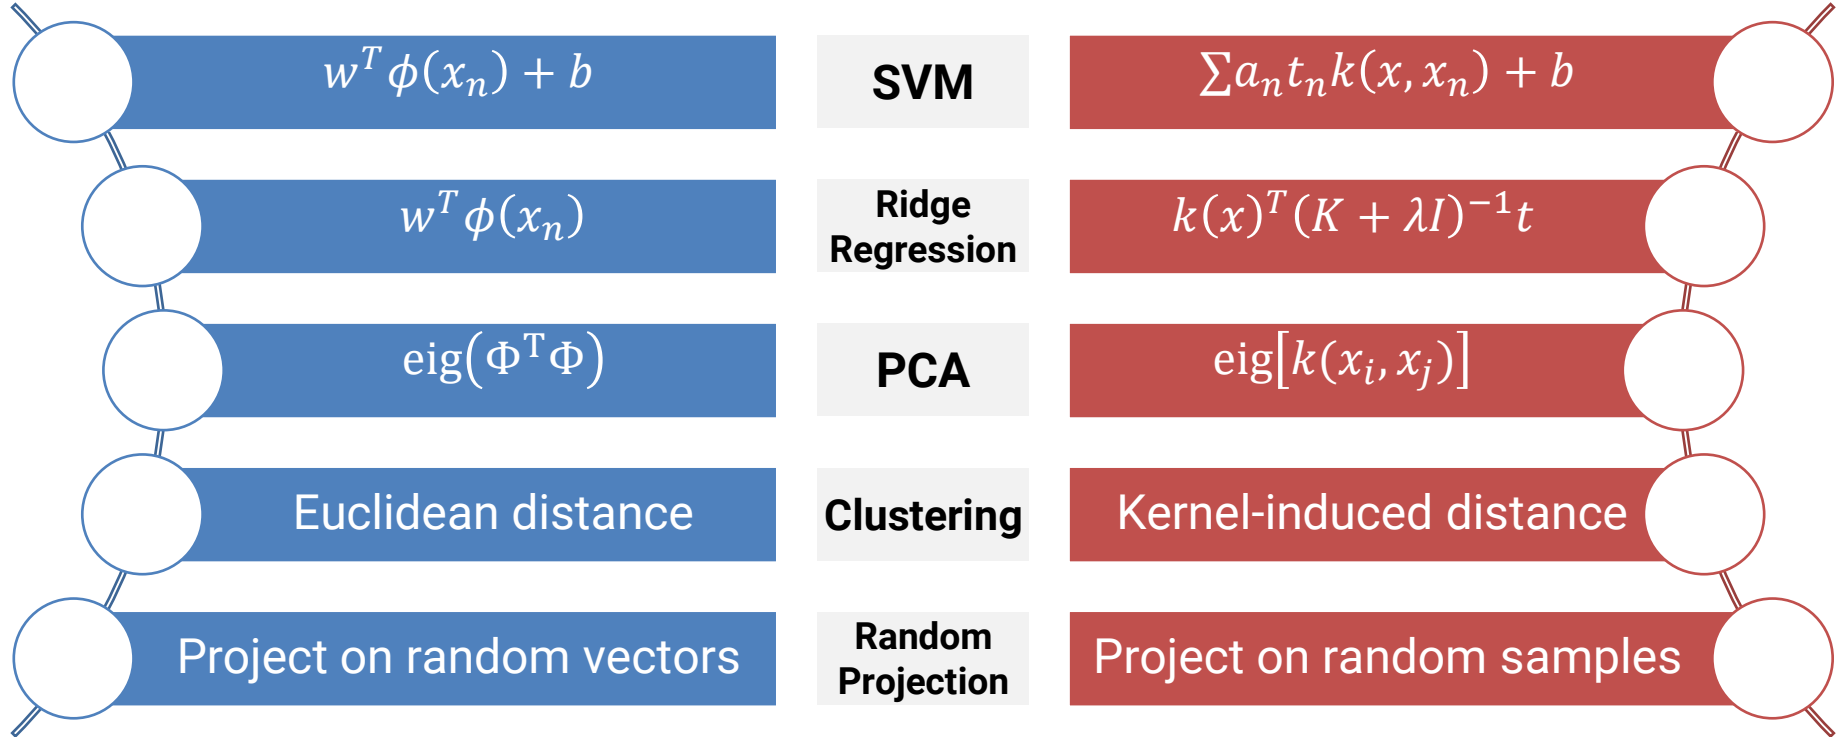 w^T ϕ(x_n) + b
SVM
∑a_n t_n k(x, x_n) + b
w^T ϕ(x_n)
Ridge
Regression
k(x)^T (K + λI)^{−1} t
eig(Φ^T Φ)
PCA
eig[k(x_i, x_j)]
Euclidean distance
Clustering
Kernel-induced distance
Project on random vectors
Random
Projection
Project on random samples